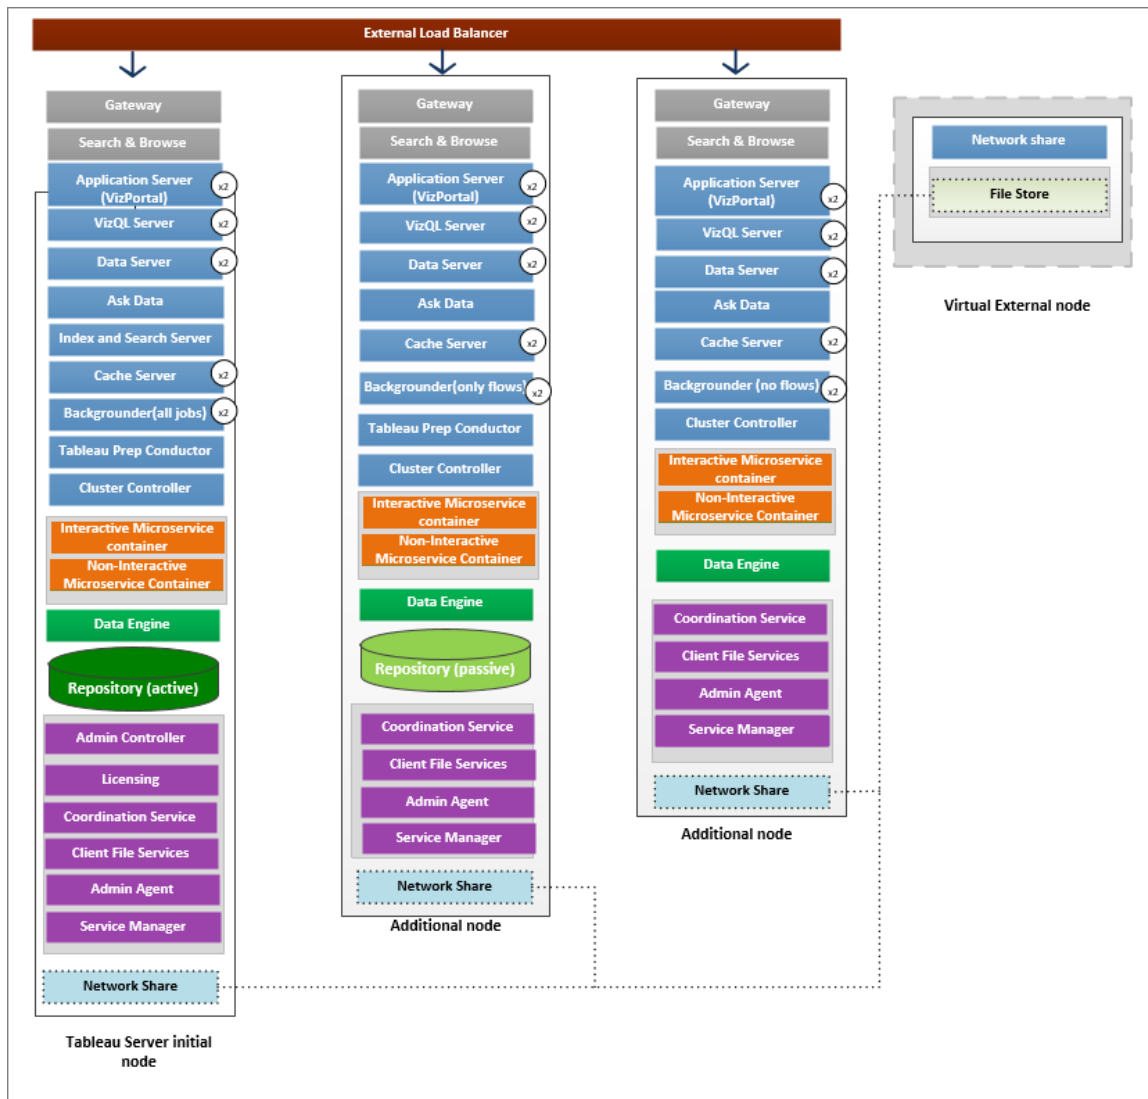 External Load Balancer
Gateway
Search & Browse
Application Server
(VizPortal)
x2
VizQL Server
x2
Data Server
x2
Ask Data
Index and Search Server
Cache Server
x2
Backgrounder(all jobs)
x2
Tableau Prep Conductor
Cluster Controller
Interactive Microservice
container
Non-Interactive
Microservice Container
Data Engine
Repository (active)
Admin Controller
Licensing
Coordination Service
Client File Services
Admin Agent
Service Manager
Network Share
Tableau Server initial
node
Gateway
Search & Browse
Application Server
(VizPortal)
x2
VizQL Server
x2
Data Server
x2
Ask Data
Cache Server
x2
Backgrounder(only flows)
x2
Tableau Prep Conductor
Cluster Controller
Interactive Microservice
container
Non-Interactive
Microservice Container
Data Engine
Repository (passive)
Coordination Service
Client File Services
Admin Agent
Service Manager
Network Share
Additional node
Gateway
Search & Browse
Application Server
(VizPortal)
x2
VizQL Server
x2
Data Server
x2
Ask Data
Cache Server
x2
Backgrounder (no flows)
x2
Cluster Controller
Interactive Microservice
container
Non-Interactive
Microservice Container
Data Engine
Coordination Service
Client File Services
Admin Agent
Service Manager
Network Share
Additional node
Network share
File Store
Virtual External node